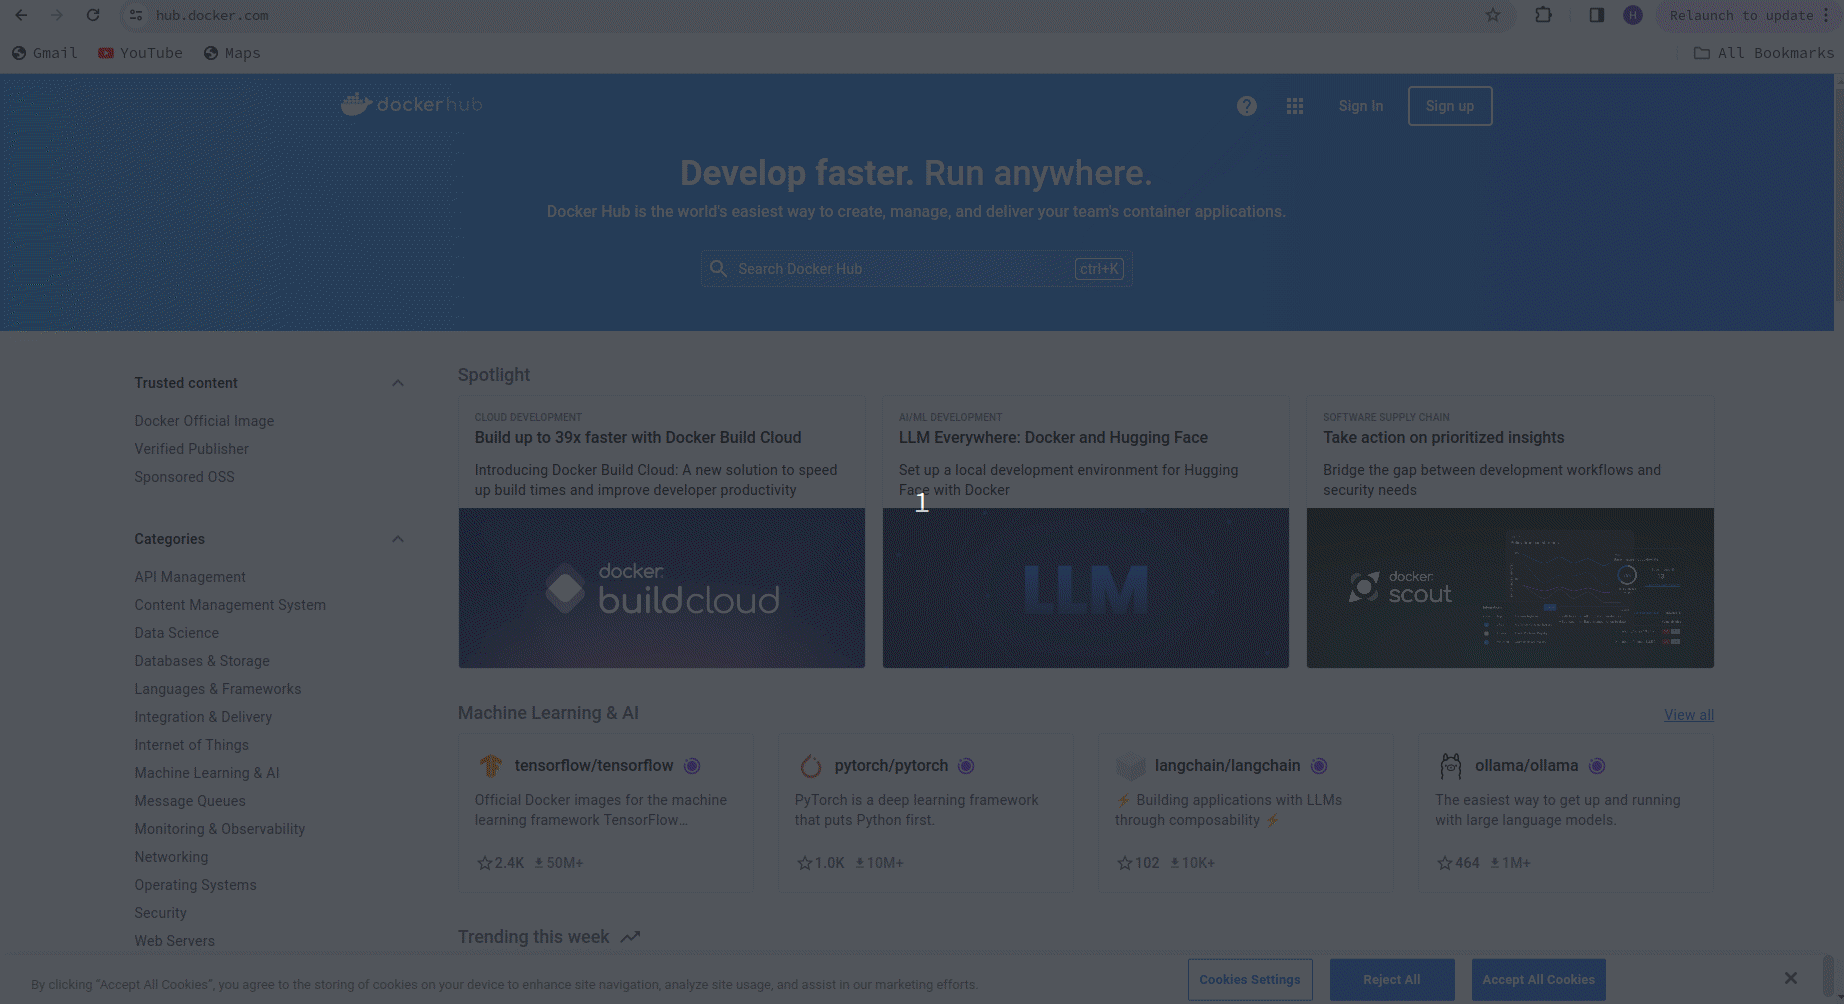 hub.docker.com
H
Relaunch to update
Gmail
YouTube
Maps
All Bookmarks
docker hub
?
Sign In
Sign up
Develop faster. Run anywhere.
Docker Hub is the world's easiest way to create, manage, and deliver your team's container applications.
Search Docker Hub
ctrl+K
Trusted content
Docker Official Image
Verified Publisher
Sponsored OSS
Categories
API Management
Content Management System
Data Science
Databases & Storage
Languages & Frameworks
Integration & Delivery
Internet of Things
Machine Learning & AI
Message Queues
Monitoring & Observability
Networking
Operating Systems
Security
Web Servers
Spotlight
CLOUD DEVELOPMENT
Build up to 39x faster with Docker Build Cloud
Introducing Docker Build Cloud: A new solution to speed
up build times and improve developer productivity
docker
build cloud
AI/ML DEVELOPMENT
LLM Everywhere: Docker and Hugging Face
Set up a local development environment for Hugging
Face with Docker
1
LLM
SOFTWARE SUPPLY CHAIN
Take action on prioritized insights
Bridge the gap between development workflows and
security needs
docker
scout
Machine Learning & AI
View all
tensorflow/tensorflow
Official Docker images for the machine
learning framework TensorFlow...
2.4K
50M+
pytorch/pytorch
PyTorch is a deep learning framework
that puts Python first.
1.0K
10M+
langchain/langchain
⚡ Building applications with LLMs
through composability ⚡
102
10K+
ollama/ollama
The easiest way to get up and running
with large language models.
464
1M+
Trending this week
By clicking "Accept All Cookies", you agree to the storing of cookies on your device to enhance site navigation, analyze site usage, and assist in our marketing efforts.
Cookies Settings
Reject All
Accept All Cookies